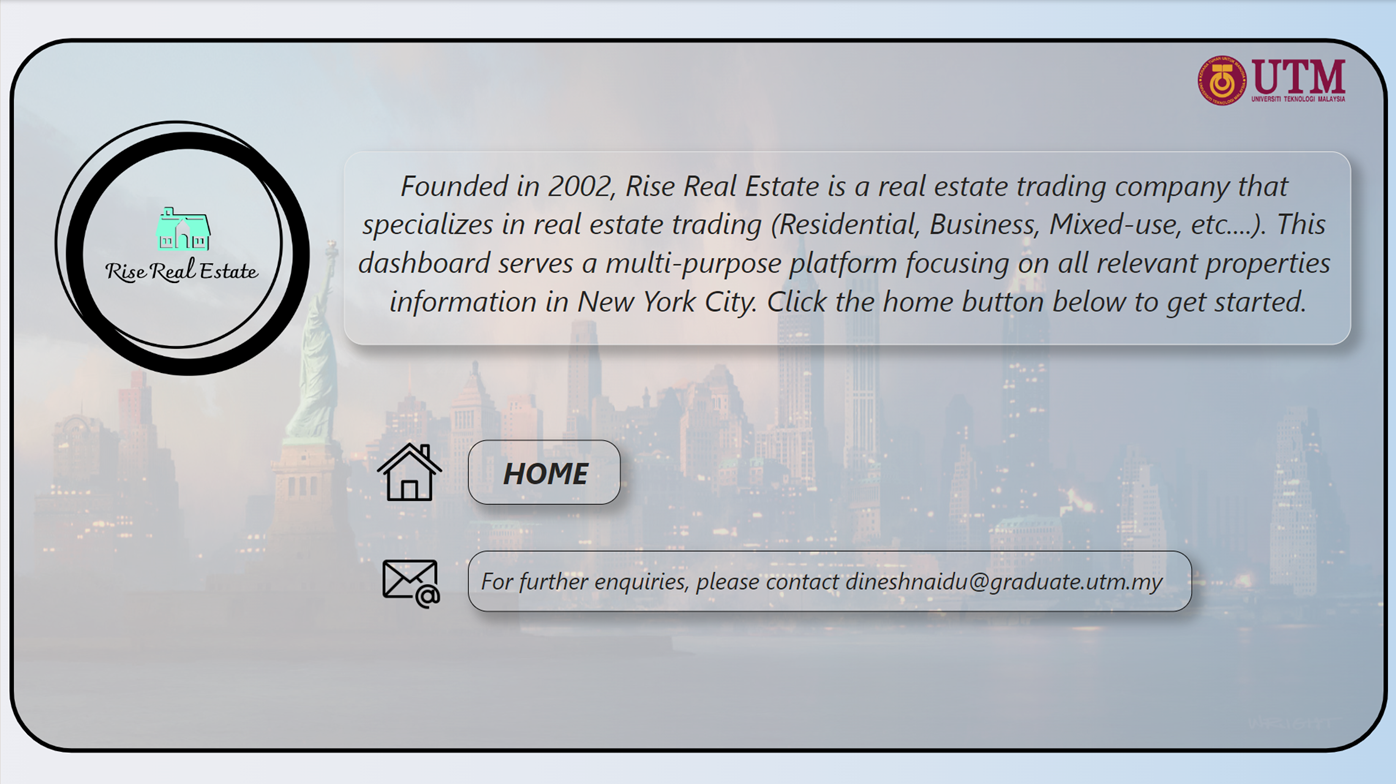 UTM
UNIVERSITI TEKNOLOGI MALAYSIA
Rise Real Estate
Founded in 2002, Rise Real Estate is a real estate trading company that
specializes in real estate trading (Residential, Business, Mixed-use, etc....). This
dashboard serves a multi-purpose platform focusing on all relevant properties
information in New York City. Click the home button below to get started.
HOME
For further enquiries, please contact dineshnaidu@graduate.utm.my